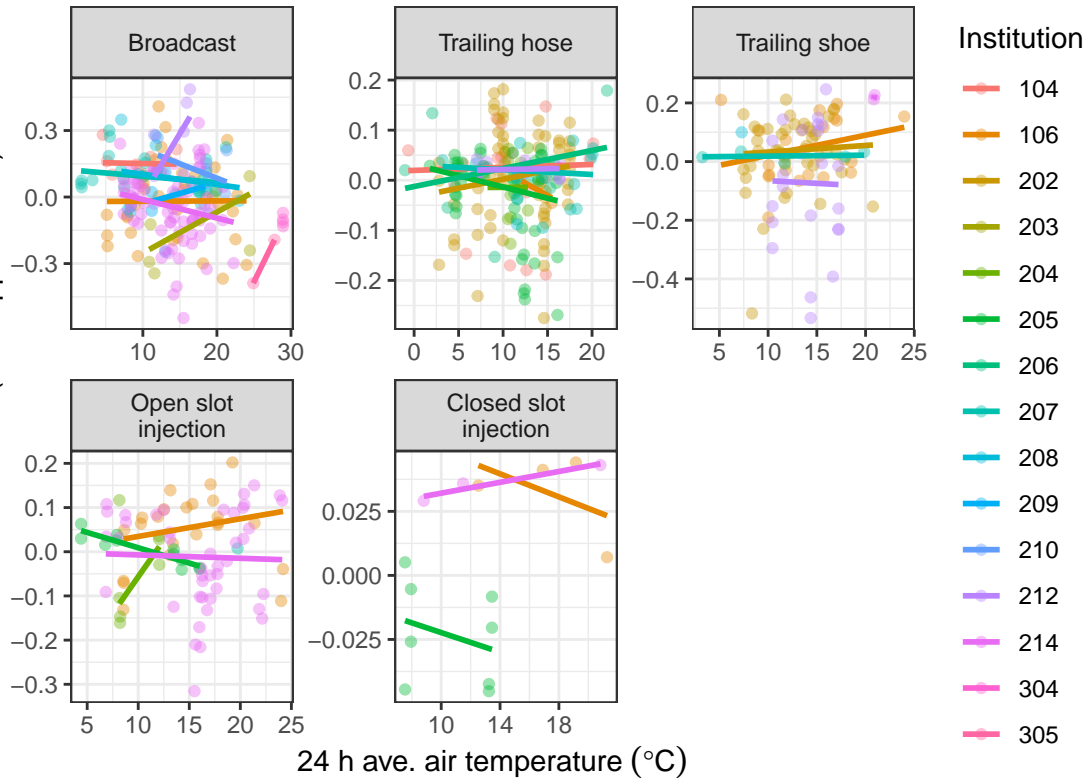 Broadcast
Trailing hose
Trailing shoe
Institution
104
106
202
203
204
205
206
207
208
209
210
212
214
304
305
0.3
0.0
−0.3
10 20 30
0.2
0.1
0.0
−0.1
−0.2
0 5 10 15 20
0.2
0.0
−0.2
−0.4
5 10 15 20 25
Open slot
injection
Closed slot
injection
0.2
0.1
0.0
−0.1
−0.2
−0.3
5 10 15 20 25
0.025
0.000
−0.025
10 14 18
24 h ave. air temperature (°C)